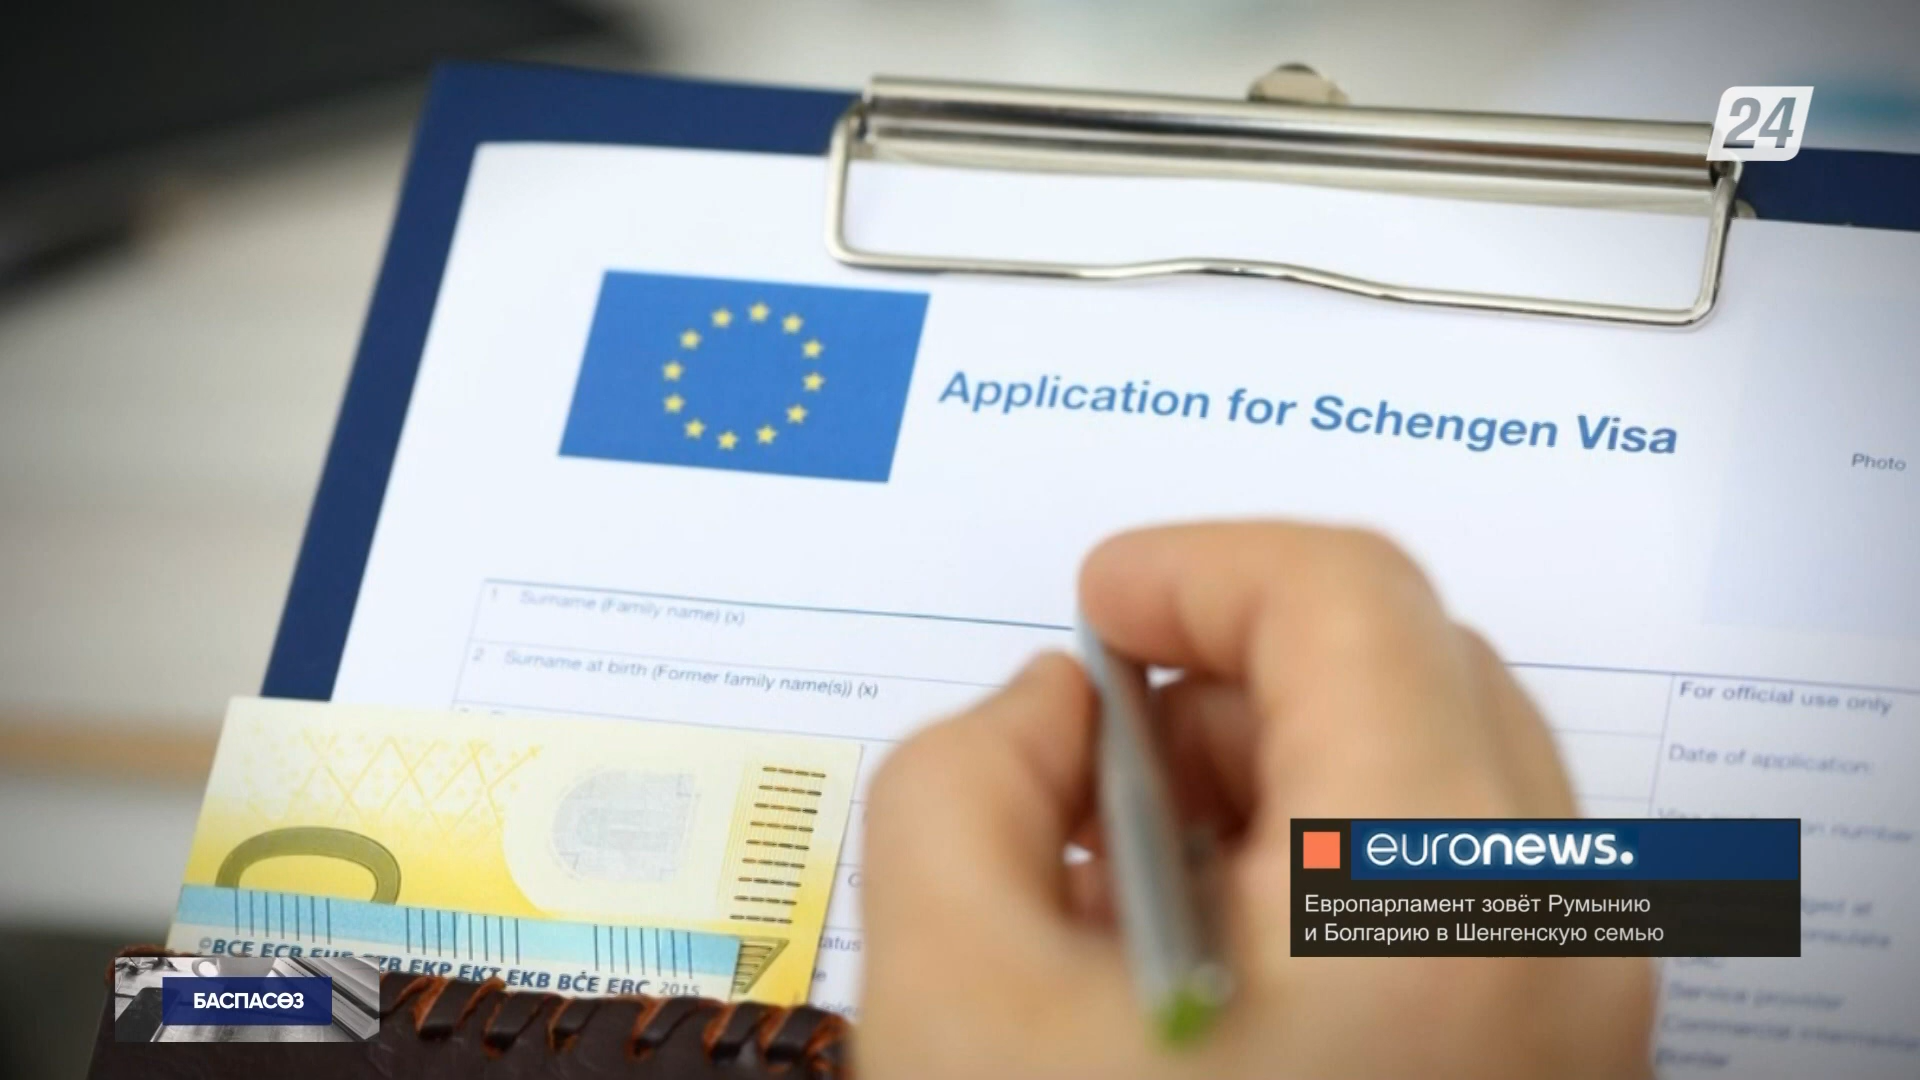 24
Application for Schengen Visa
Photo
1 Surname (Family name) (x)
2 Surname at birth (Former family name(s)) (x)
For official use only
Date of application:
©BCE ECB EKP EKT EKB BĊE EBC 2015
euronews.
Европарламент зовёт Румынию
и Болгарию в Шенгенскую семью
БАСПАСӨЗ